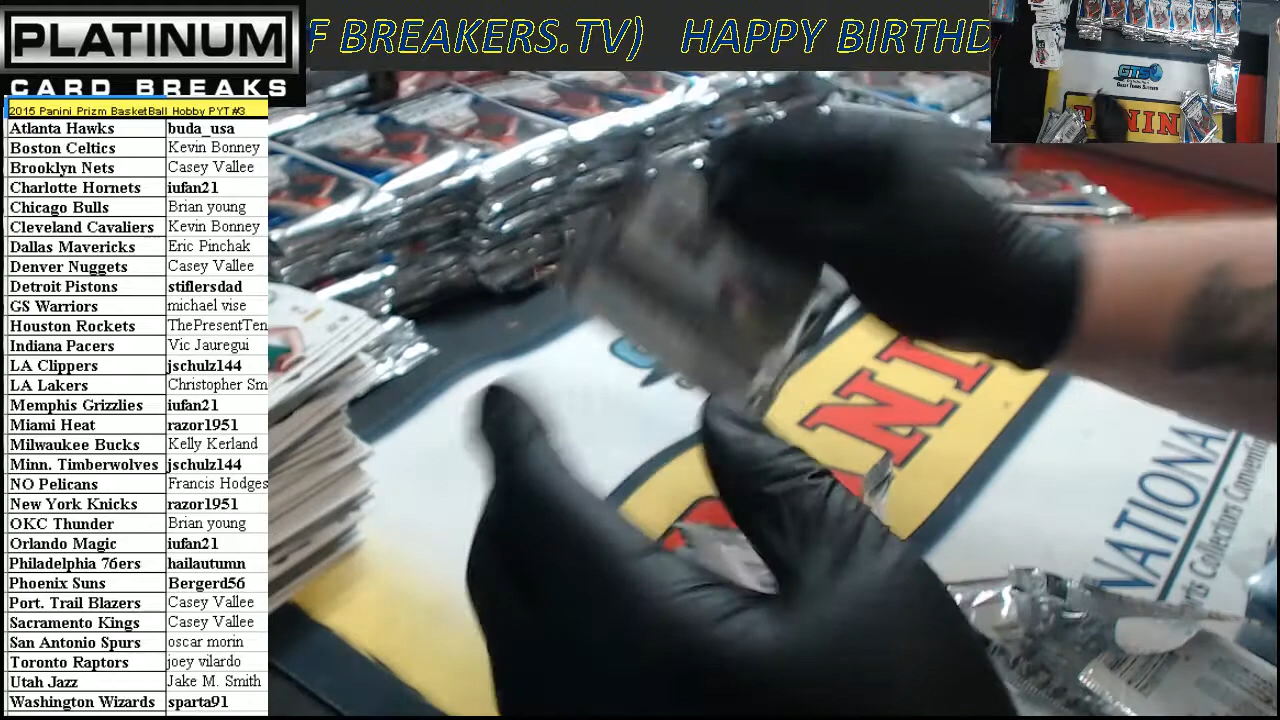 PLATINUM
CARD BREAKS
F BREAKERS.TV) HAPPY BIRTHD
2015 Panini Prizm BasketBall Hobby PYT #3
Atlanta Hawks buda_usa
Boston Celtics Kevin Bonney
Brooklyn Nets Casey Vallee
Charlotte Hornets iufan21
Chicago Bulls Brian young
Cleveland Cavaliers Kevin Bonney
Dallas Mavericks Eric Pinchak
Denver Nuggets Casey Vallee
Detroit Pistons stiflersdad
GS Warriors michael vise
Houston Rockets ThePresentTen
Indiana Pacers Vic Jauregui
LA Clippers jschulz144
LA Lakers Christopher Sm
Memphis Grizzlies iufan21
Miami Heat razor1951
Milwaukee Bucks Kelly Kerland
Minn. Timberwolves jschulz144
NO Pelicans Francis Hodges
New York Knicks razor1951
OKC Thunder Brian young
Orlando Magic iufan21
Philadelphia 76ers hailautumn
Phoenix Suns Bergerd56
Port. Trail Blazers Casey Vallee
Sacramento Kings Casey Vallee
San Antonio Spurs oscar morin
Toronto Raptors joey vilardo
Utah Jazz Jake M. Smith
Washington Wizards sparta91
GTS
NINI
NI
NATIONA
rts Collectors Conventi